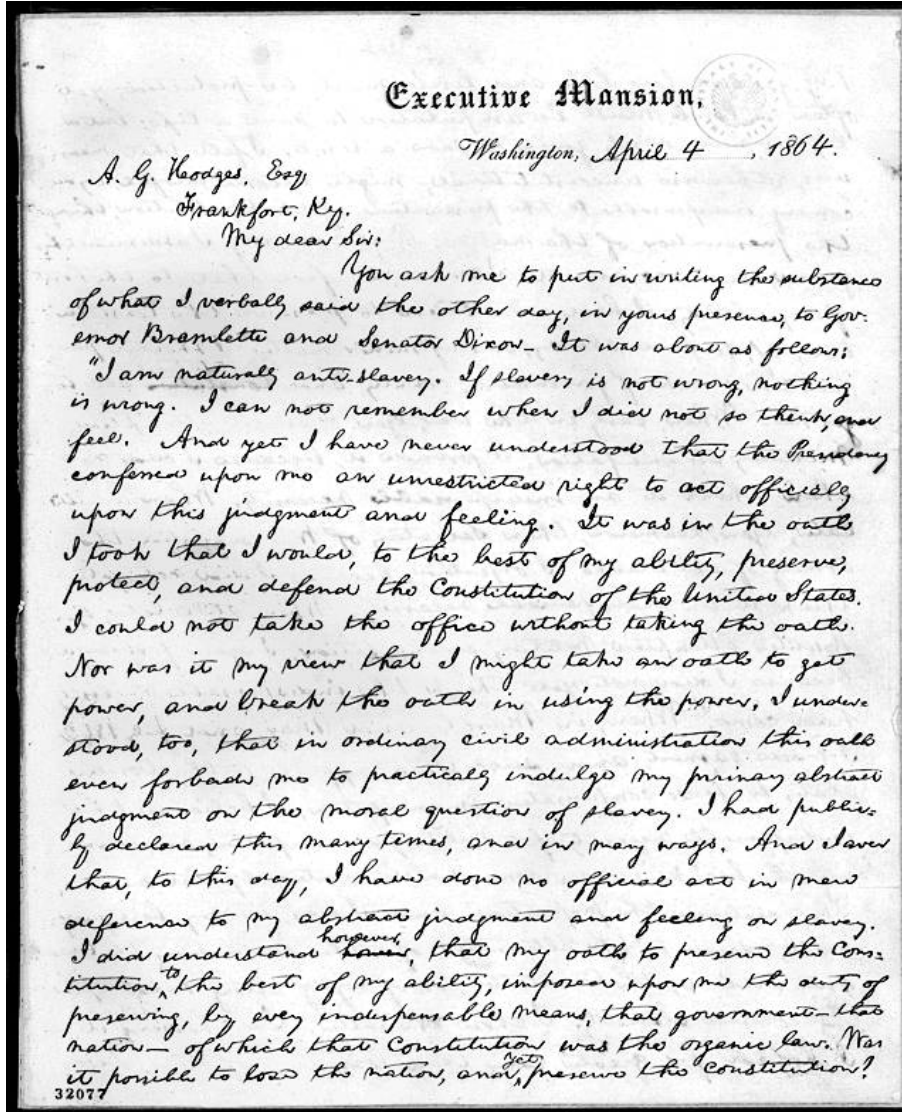 Executive Mansion,
Washington, April 4, 1864.
A. G. Hodges, Esq
Frankfort, Ky.
My dear Sir:
You ask me to put in writing the substance
of what I verbally said the other day, in your presence, to Gov-
ernor Bramlette and Senator Dixon— It was about as follows:
"I am naturally anti-slavery. If slavery is not wrong, nothing
is wrong. I can not remember when I did not so think, and
feel. And yet I have never understood that the Presidency
conferred upon me an unrestricted right to act officially
upon this judgment and feeling. It was in the oath
I took that I would, to the best of my ability, preserve,
protect, and defend the Constitution of the United States.
I could not take the office without taking the oath.
Nor was it my view that I might take an oath to get
power, and break the oath in using the power. I under-
stood, too, that in ordinary civil administration this oath
even forbade me to practically indulge my primary abstract
judgment on the moral question of slavery. I had public-
ly declared this many times, and in many ways. And I aver
that, to this day, I have done no official act in mere
deference to my abstract judgment and feeling on slavery.
I did understand however, that my oath to preserve the Con-
stitution to the best of my ability, imposed upon me the duty of
preserving, by every indispensable means, that government— that
nation— of which that Constitution was the organic law. Was
it possible to lose the nation, and yet, preserve the Constitution?
32077